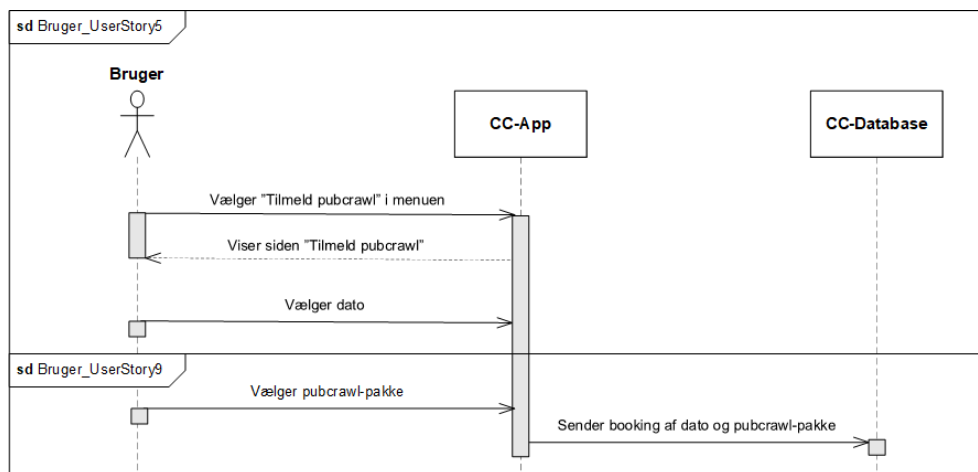 sd Bruger_UserStory5
Bruger
CC-App
CC-Database
Vælger ”Tilmeld pubcrawl” i menuen
Viser siden ”Tilmeld pubcrawl”
Vælger dato
sd Bruger_UserStory9
Vælger pubcrawl-pakke
Sender booking af dato og pubcrawl-pakke